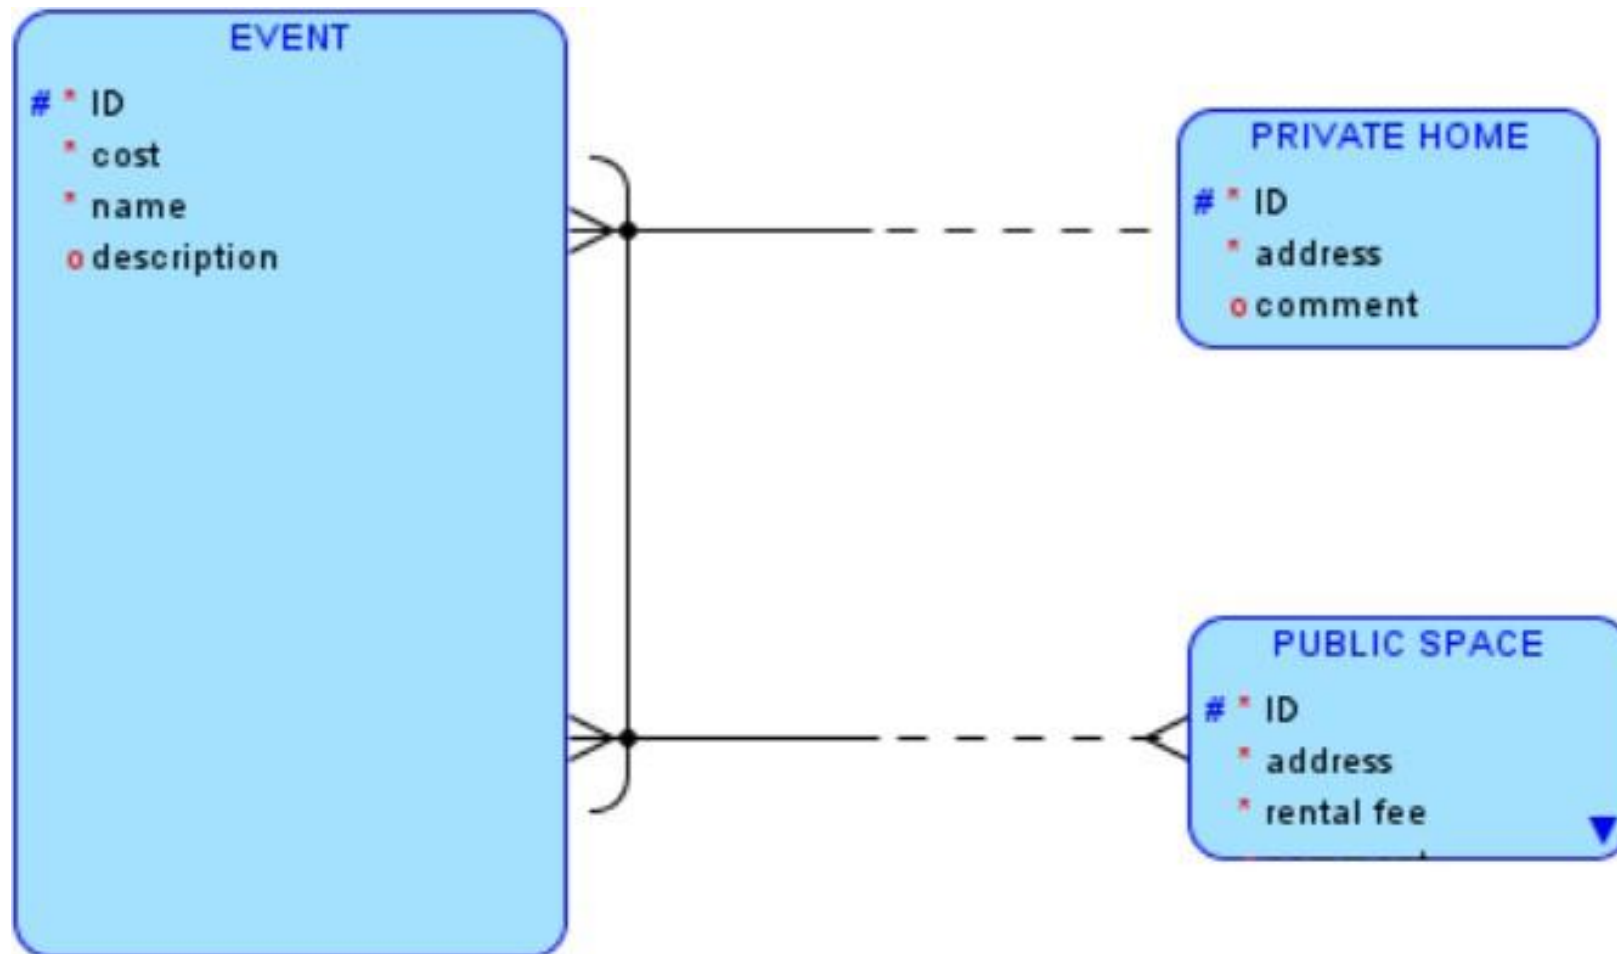 EVENT
# * ID
* cost
* name
o description
PRIVATE HOME
# * ID
* address
o comment
PUBLIC SPACE
# * ID
* address
* rental fee